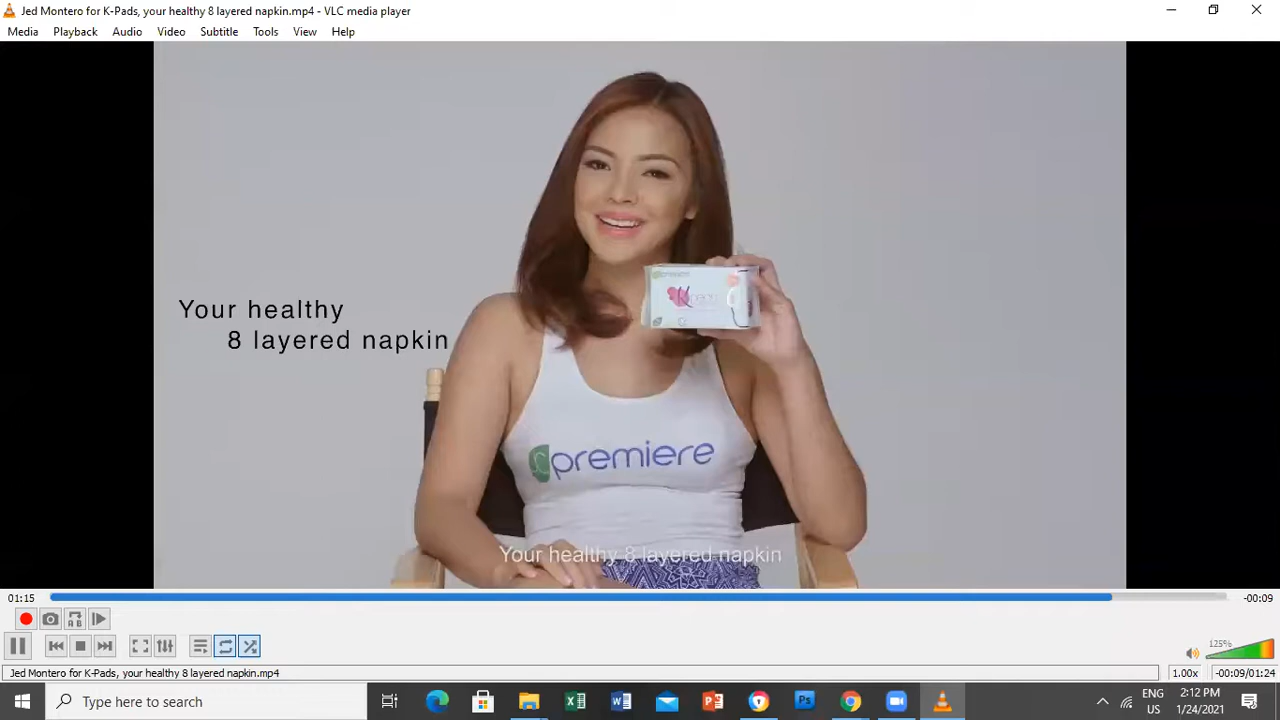 Jed Montero for K-Pads, your healthy 8 layered napkin.mp4 - VLC media player
Media Playback Audio Video Subtitle Tools View Help
Your healthy
8 layered napkin
premiere
Your healthy 8 layered napkin
01:15 -00:09
125%
Jed Montero for K-Pads, your healthy 8 layered napkin.mp4 1.00x -00:09/01:24
Type here to search
ENG
US
2:12 PM
1/24/2021